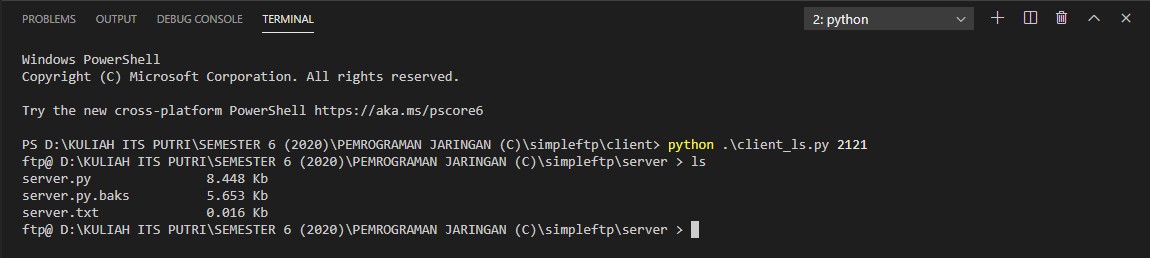 PROBLEMS OUTPUT DEBUG CONSOLE TERMINAL 2: python
Windows PowerShell
Copyright (C) Microsoft Corporation. All rights reserved.
Try the new cross-platform PowerShell https://aka.ms/pscore6
PS D:\KULIAH ITS PUTRI\SEMESTER 6 (2020)\PEMROGRAMAN JARINGAN (C)\simpleftp\client> python .\client_ls.py 2121
ftp@ D:\KULIAH ITS PUTRI\SEMESTER 6 (2020)\PEMROGRAMAN JARINGAN (C)\simpleftp\server > ls
server.py 8.448 Kb
server.py.baks 5.653 Kb
server.txt 0.016 Kb
ftp@ D:\KULIAH ITS PUTRI\SEMESTER 6 (2020)\PEMROGRAMAN JARINGAN (C)\simpleftp\server >